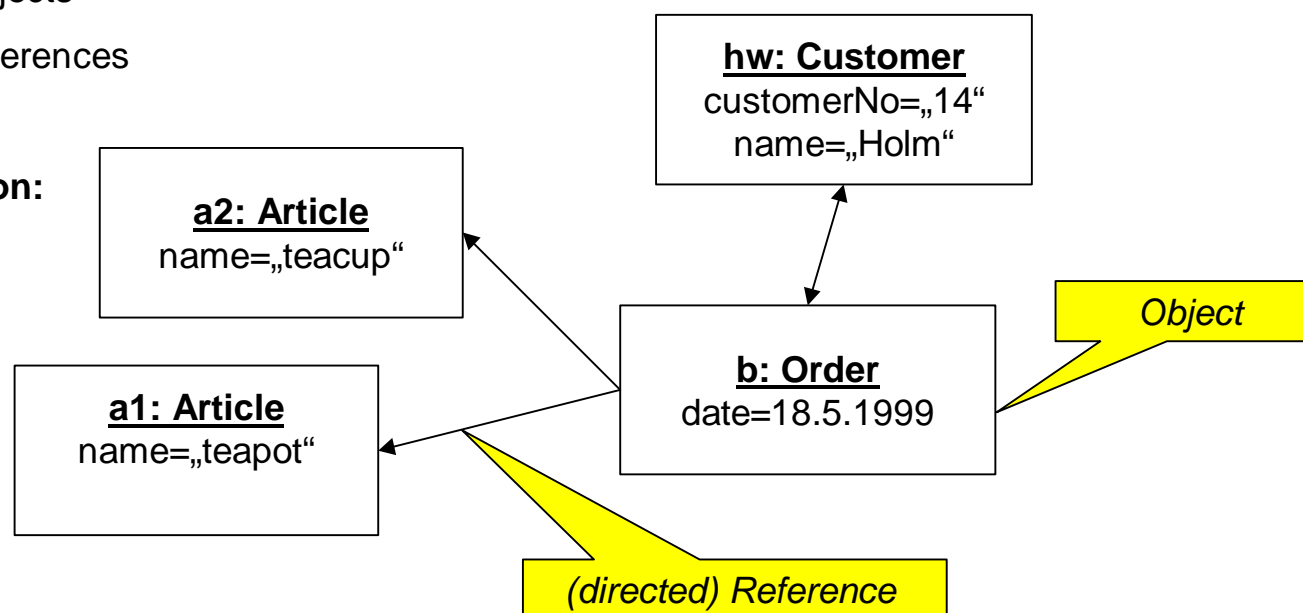 jects
erences
on:
hw: Customer
customerNo=„14“
name=„Holm“
a2: Article
name=„teacup“
Object
b: Order
date=18.5.1999
a1: Article
name=„teapot“
(directed) Reference